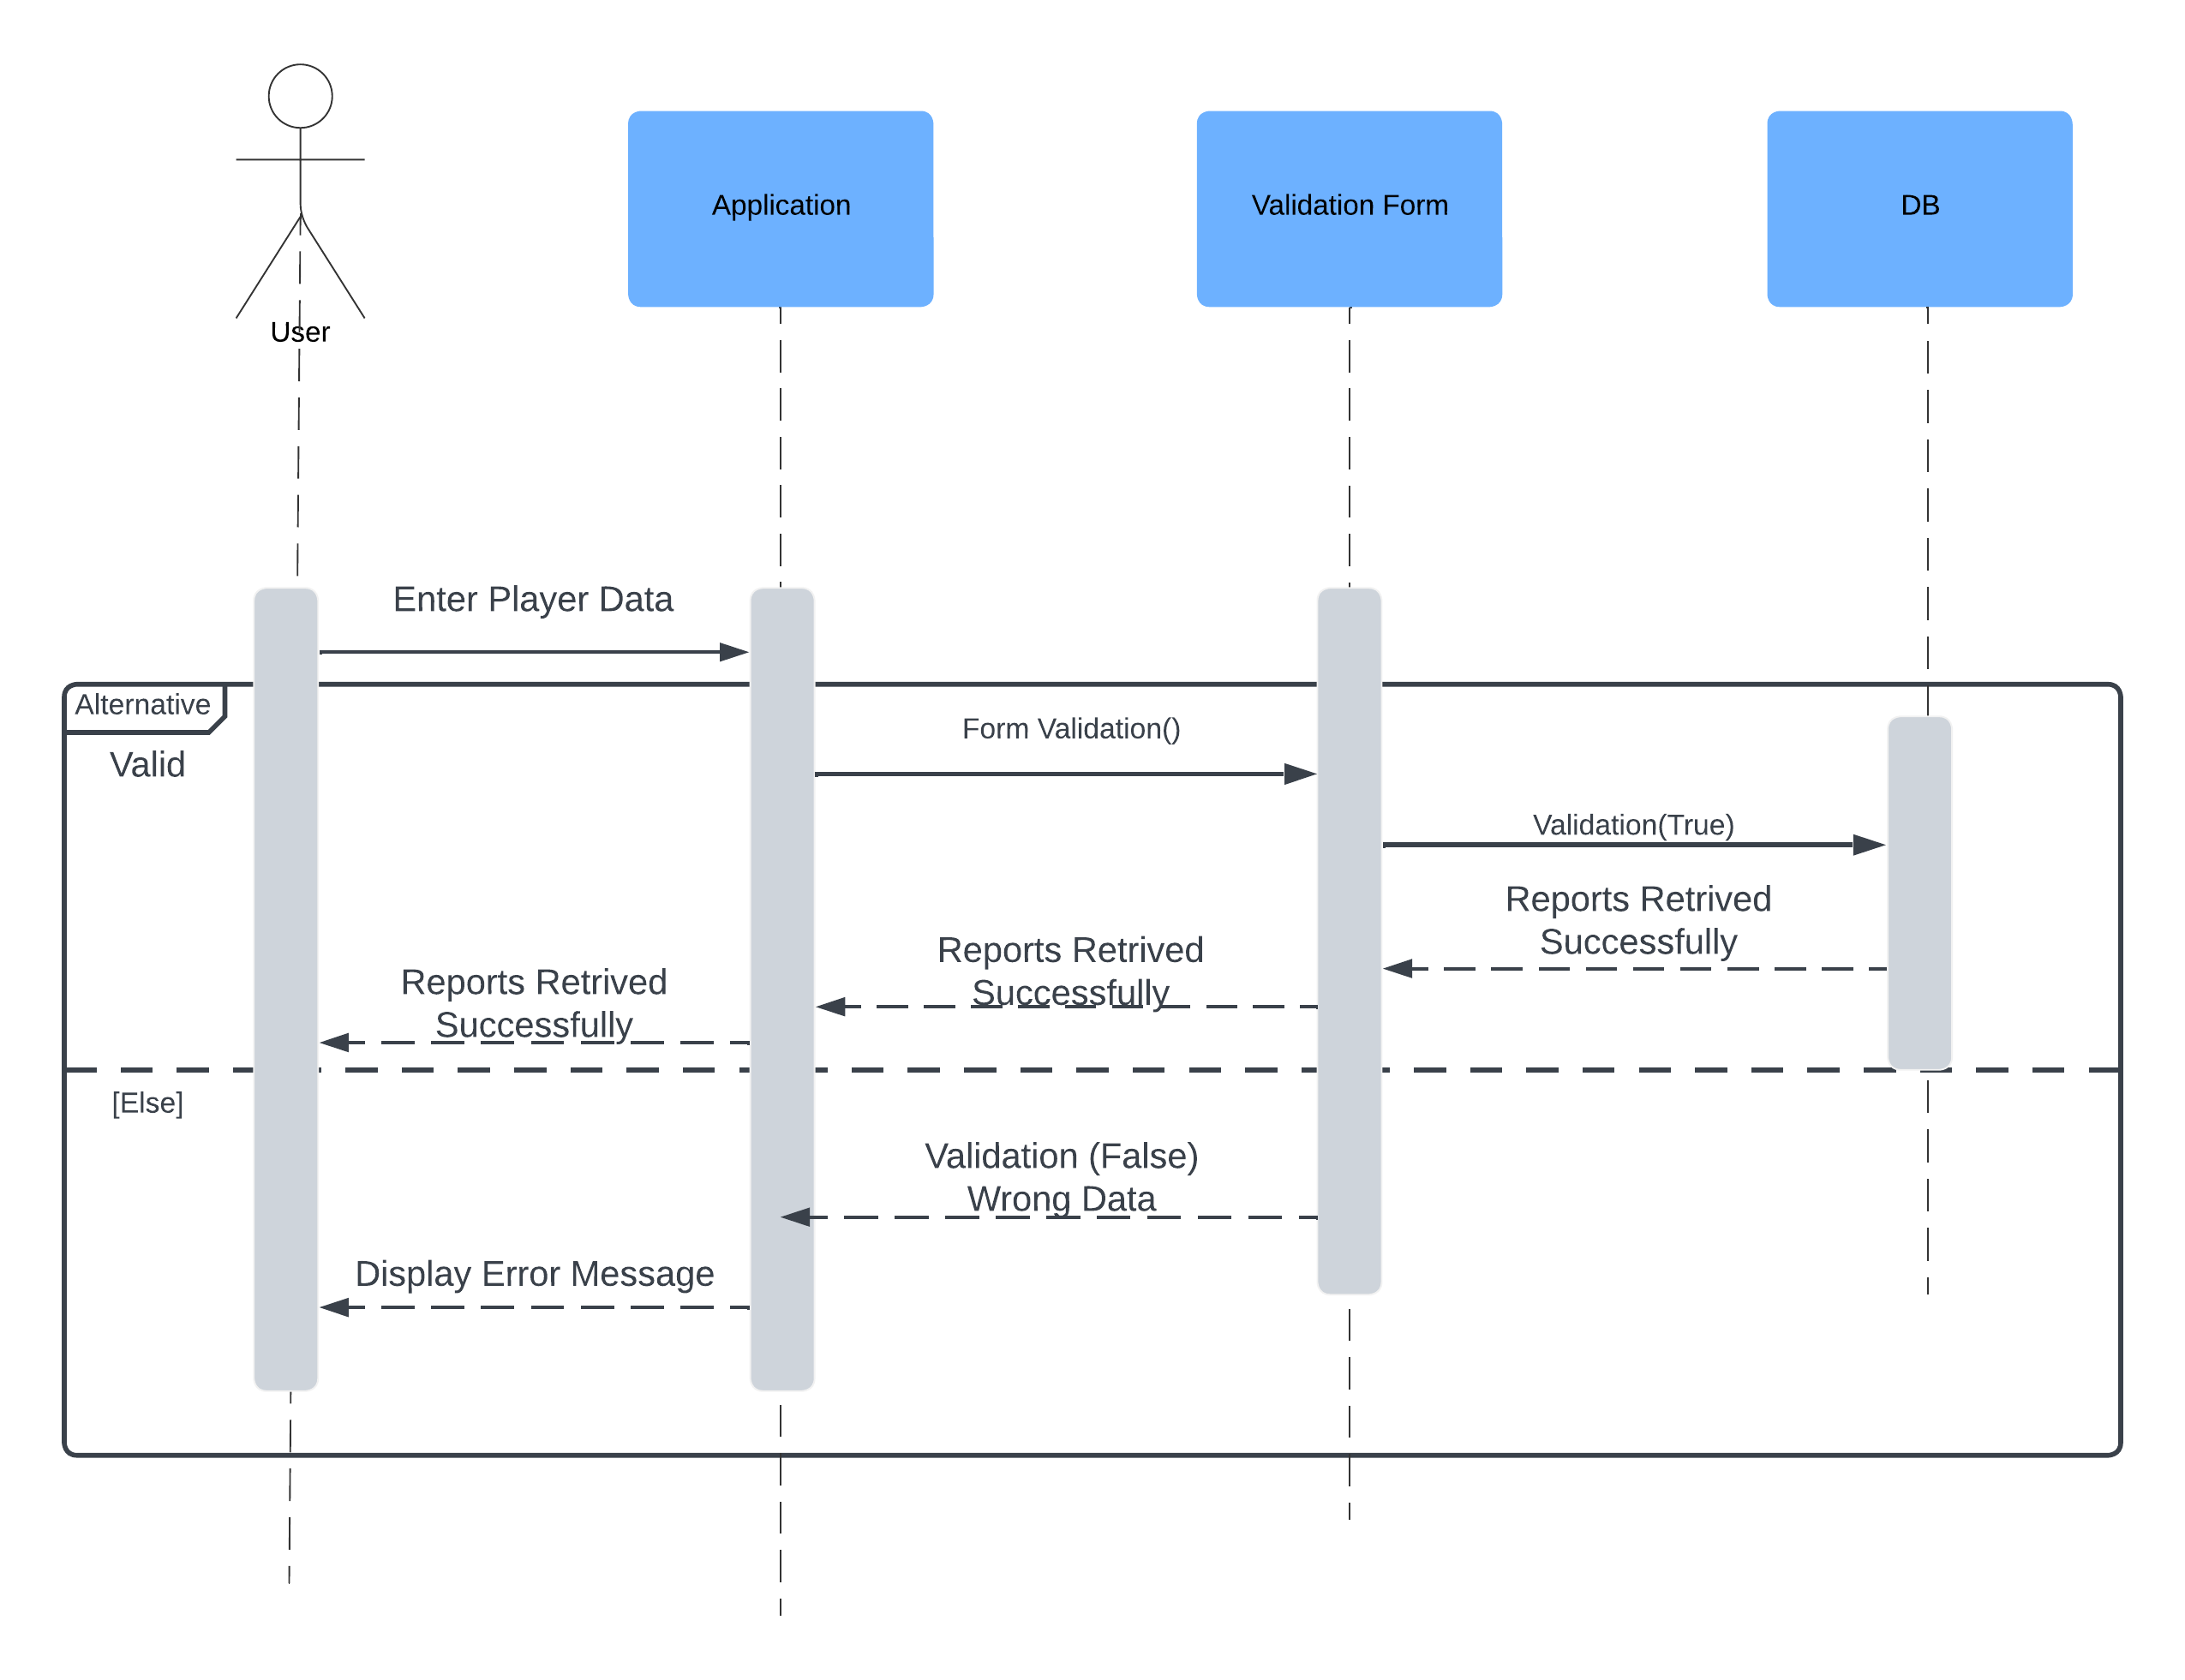 Application
Validation Form
DB
User
Enter Player Data
Alternative
Form Validation()
Valid
Validation(True)
Reports Retrived
Successfully
Reports Retrived
Successfully
Reports Retrived
Successfully
[Else]
Validation (False)
Wrong Data
Display Error Message